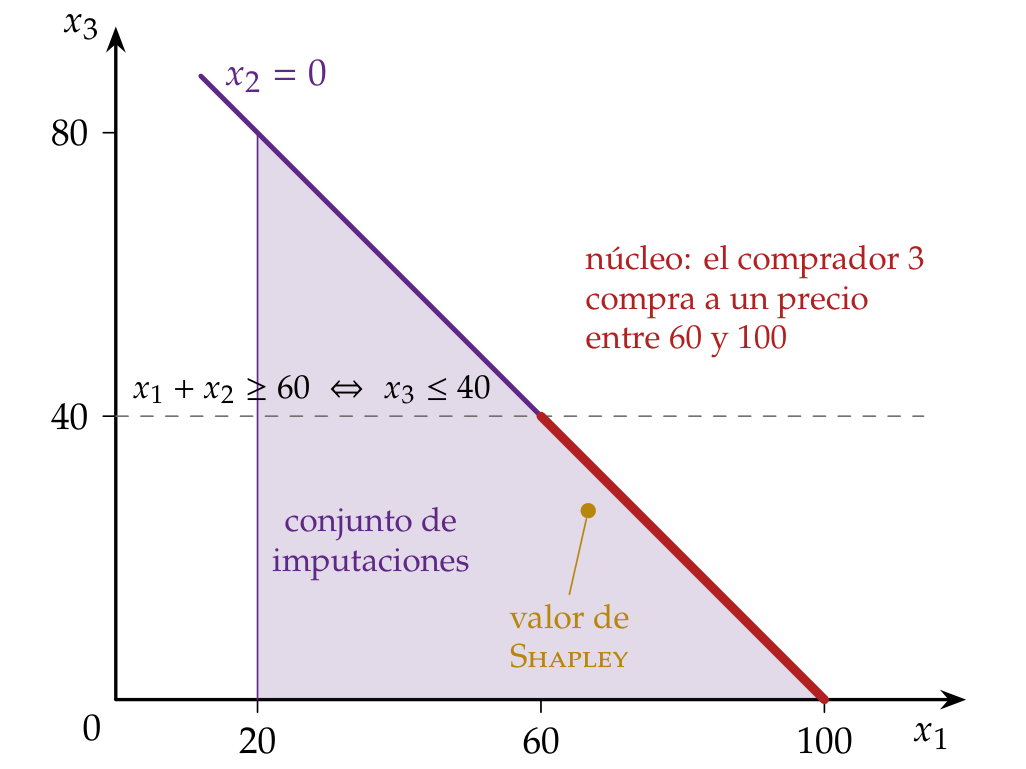 x₃
x₂ = 0
80
núcleo: el comprador 3
compra a un precio
entre 60 y 100
x₁ + x₂ ≥ 60 ⇔ x₃ ≤ 40
40
conjunto de
imputaciones
valor de
SHAPLEY
0
20
60
100
x₁